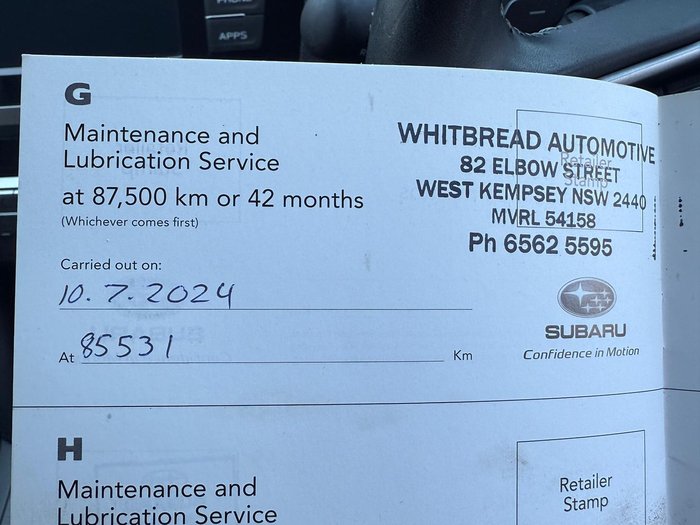 APPS
G
Maintenance and
Lubrication Service
at 87,500 km or 42 months
(Whichever comes first)
Carried out on:
10.7.2024
At 85531 Km
WHITBREAD AUTOMOTIVE
82 ELBOW STREET
WEST KEMPSEY NSW 2440
MVRL 54158
Ph 6562 5595
Retailer
Stamp
SUBARU
Confidence in Motion
H
Maintenance and
Lubrication Service
Retailer
Stamp